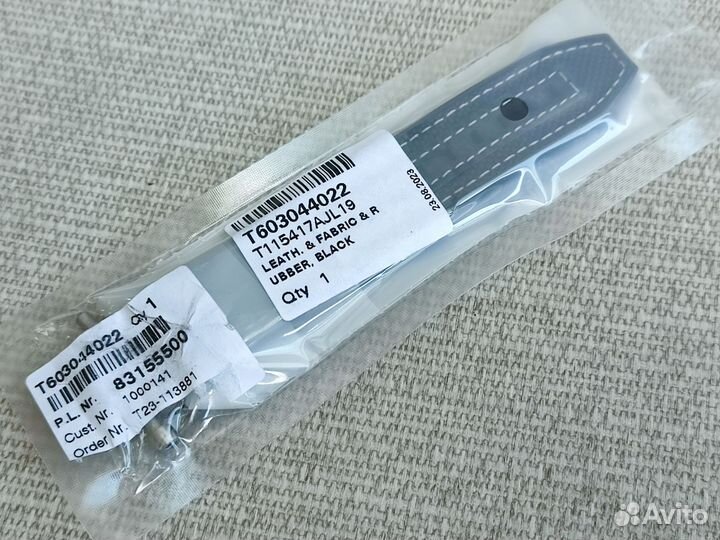 T603044022
T115417AJL19
LEATH. & FABRIC & R
UBBER, BLACK
Qty 1
23.08.2023
T603044022 Qty 1
P.L. Nr. 83155500
Cust. Nr. 1000141
Order Nr. T23-113881
Avito